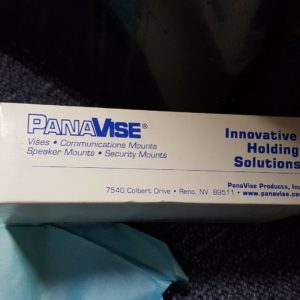 PANAVISE®
Vises • Communications Mounts
Speaker Mounts • Security Mounts
Innovative
Holding
Solutions
PanaVise Products, Inc
7540 Colbert Drive • Reno, NV 89511 • www.panavise.co